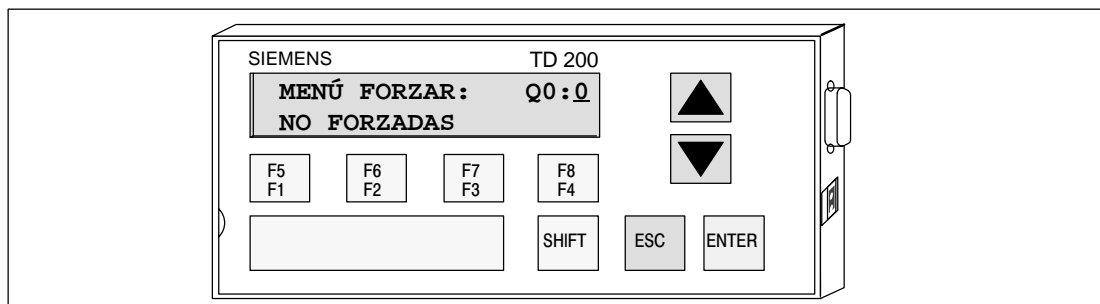 SIEMENS TD 200
MENÚ FORZAR: Q0:0
NO FORZADAS
F5 F6 F7 F8
F1 F2 F3 F4
SHIFT ESC ENTER